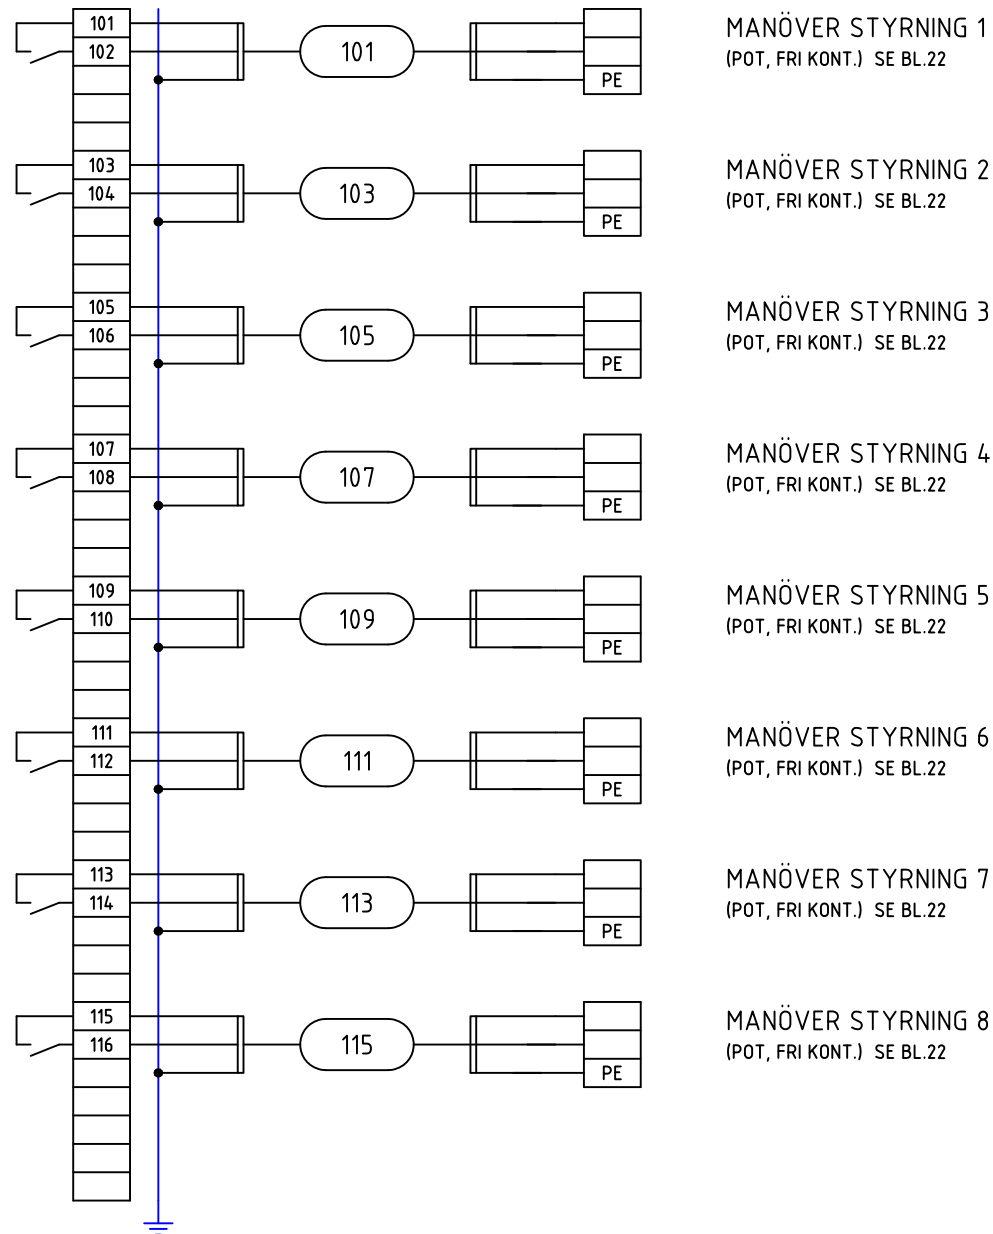 101
102
101
PE
MANÖVER STYRNING 1
(POT, FRI KONT.) SE BL.22
103
104
103
PE
MANÖVER STYRNING 2
(POT, FRI KONT.) SE BL.22
105
106
105
PE
MANÖVER STYRNING 3
(POT, FRI KONT.) SE BL.22
107
108
107
PE
MANÖVER STYRNING 4
(POT, FRI KONT.) SE BL.22
109
110
109
PE
MANÖVER STYRNING 5
(POT, FRI KONT.) SE BL.22
111
112
111
PE
MANÖVER STYRNING 6
(POT, FRI KONT.) SE BL.22
113
114
113
PE
MANÖVER STYRNING 7
(POT, FRI KONT.) SE BL.22
115
116
115
PE
MANÖVER STYRNING 8
(POT, FRI KONT.) SE BL.22